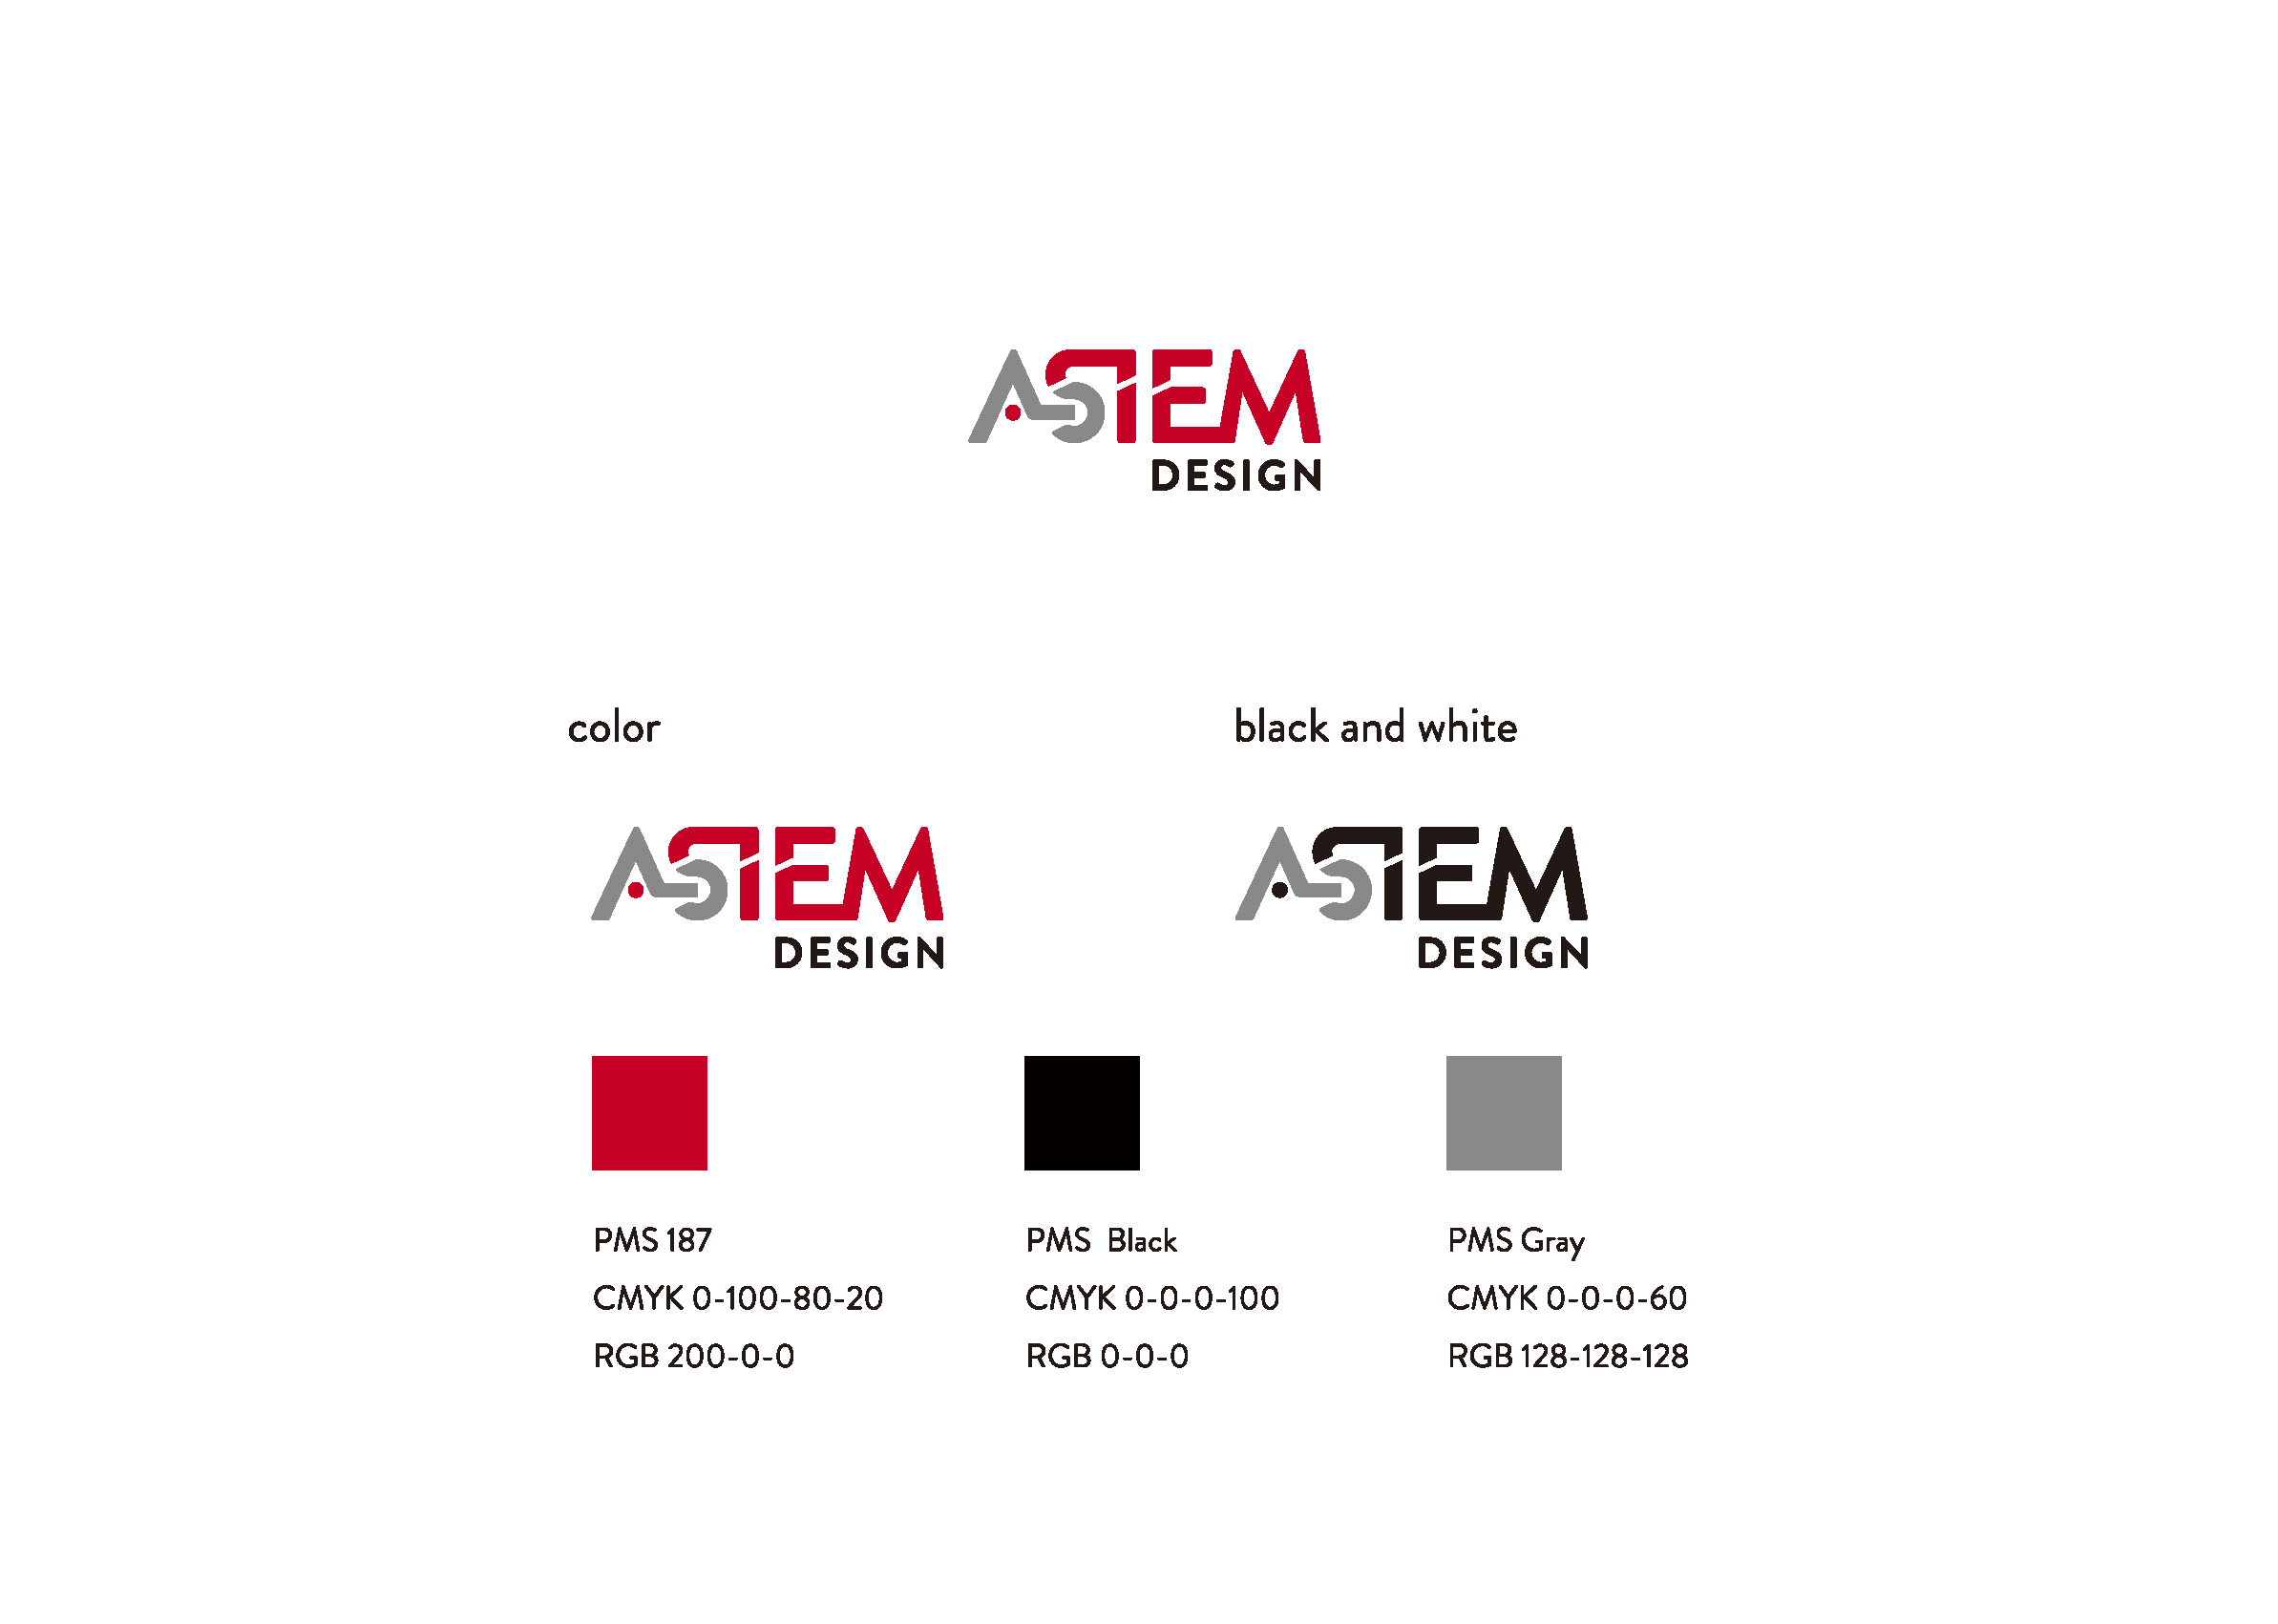 ASTEM
DESIGN
color
black and white
ASTEM
DESIGN
ASTEM
DESIGN
PMS 187
CMYK 0-100-80-20
RGB 200-0-0
PMS Black
CMYK 0-0-0-100
RGB 0-0-0
PMS Gray
CMYK 0-0-0-60
RGB 128-128-128